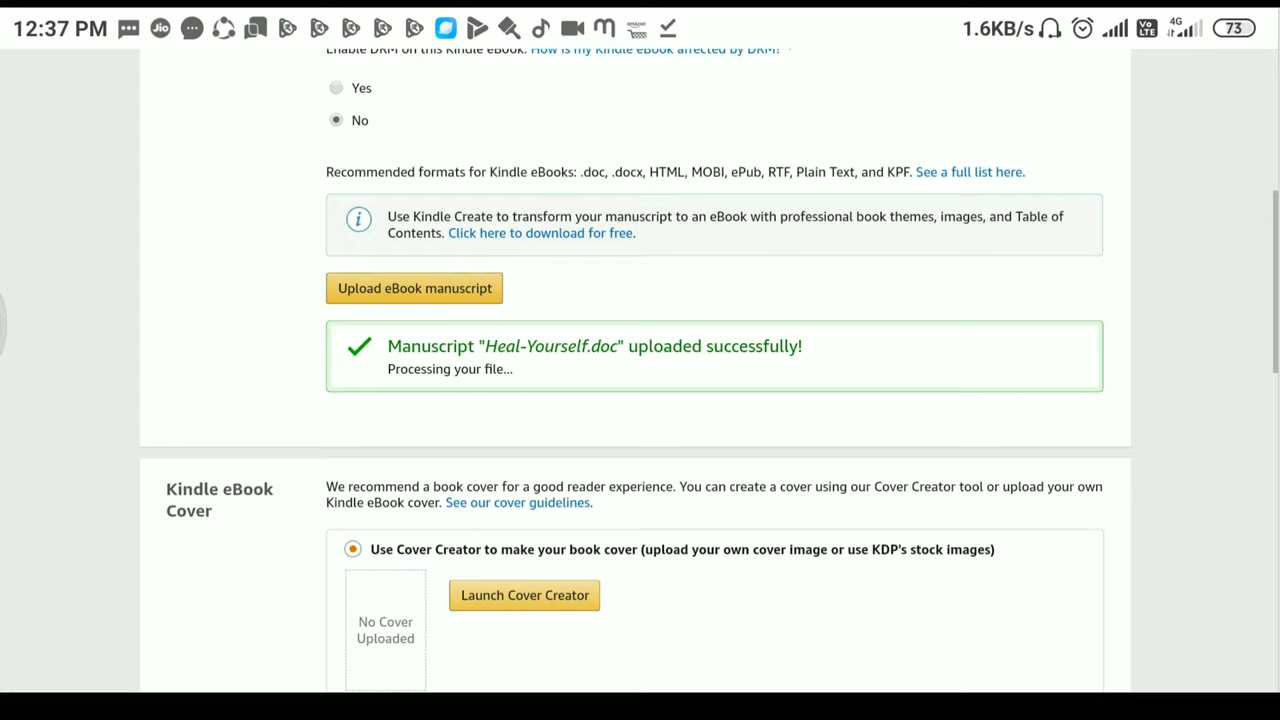 12:37 PM
Jio
1.6KB/s
Vo
LTE
4G
73
Enable DRM on this Kindle eBook. How is my Kindle eBook affected by DRM?
Yes
No
Recommended formats for Kindle eBooks: .doc, .docx, HTML, MOBI, ePub, RTF, Plain Text, and KPF. See a full list here.
Use Kindle Create to transform your manuscript to an eBook with professional book themes, images, and Table of
Contents. Click here to download for free.
Upload eBook manuscript
Manuscript "Heal-Yourself.doc" uploaded successfully!
Processing your file...
Kindle eBook
Cover
We recommend a book cover for a good reader experience. You can create a cover using our Cover Creator tool or upload your own
Kindle eBook cover. See our cover guidelines.
Use Cover Creator to make your book cover (upload your own cover image or use KDP's stock images)
Launch Cover Creator
No Cover
Uploaded